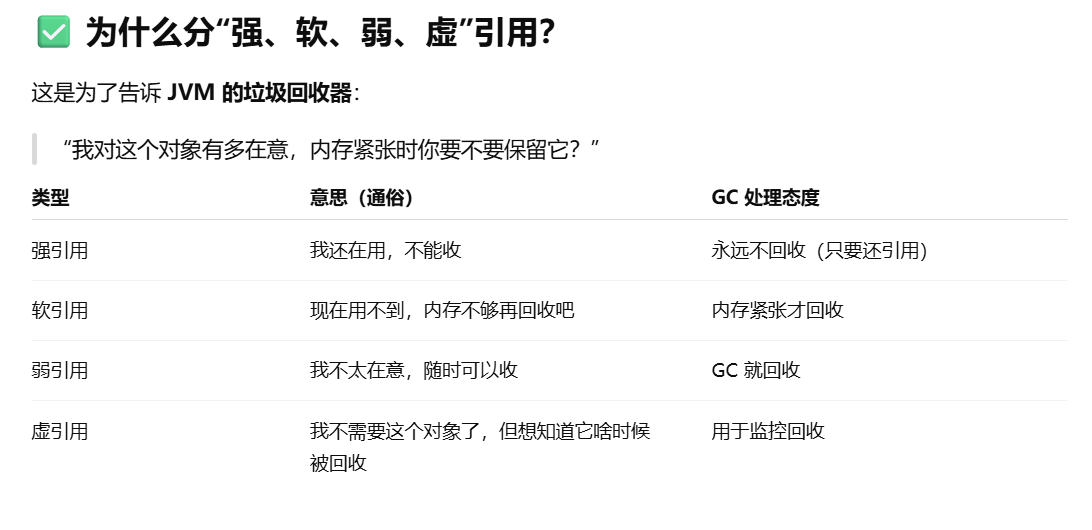 ✅ 为什么分“强、软、弱、虚”引用？
这是为了告诉 JVM 的垃圾回收器：
“我对这个对象有多在意，内存紧张时你要不要保留它？”
类型 意思（通俗） GC 处理态度
强引用 我还在用，不能收 永远不回收（只要还引用）
软引用 现在用不到，内存不够再回收吧 内存紧张才回收
弱引用 我不太在意，随时可以收 GC 就回收
虚引用 我不需要这个对象了，但想知道它啥时候 用于监控回收
被回收